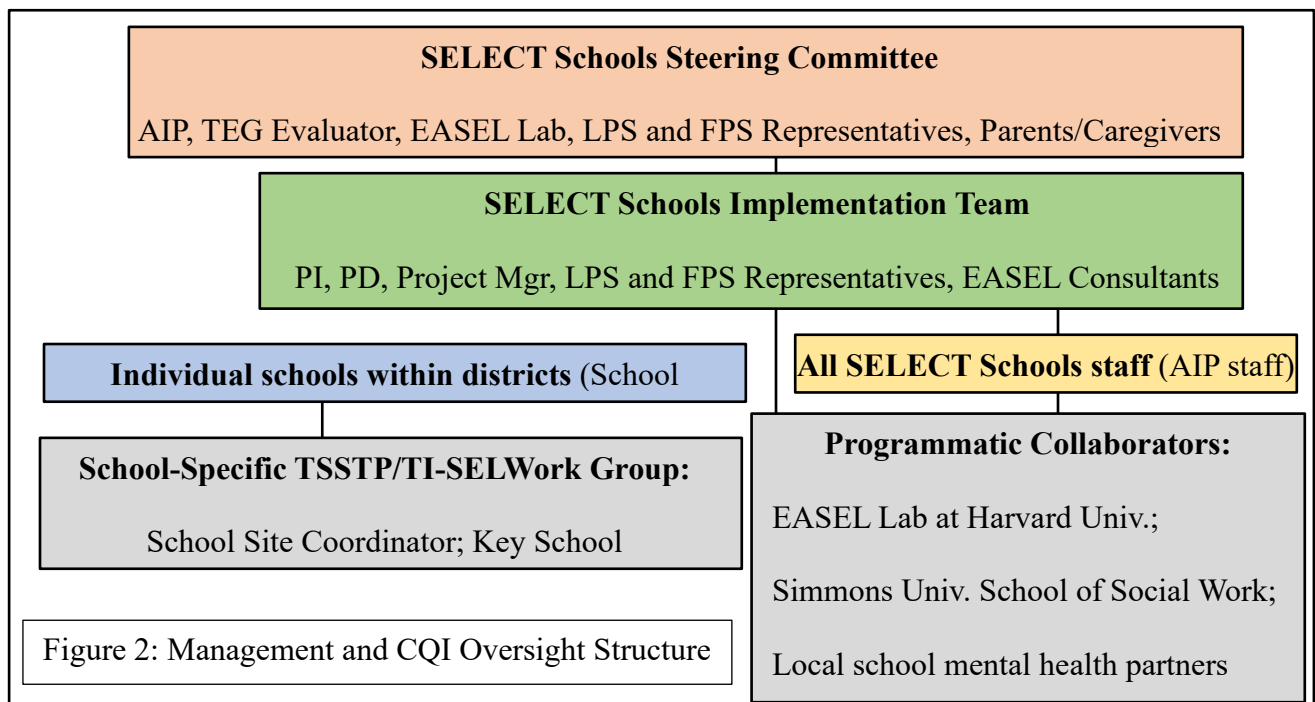 SELECT Schools Steering Committee
AIP, TEG Evaluator, EASEL Lab, LPS and FPS Representatives, Parents/Caregivers
SELECT Schools Implementation Team
PI, PD, Project Mgr, LPS and FPS Representatives, EASEL Consultants
Individual schools within districts (School
All SELECT Schools staff (AIP staff)
School-Specific TSSTP/TI-SELWork Group:
School Site Coordinator; Key School
Programmatic Collaborators:
EASEL Lab at Harvard Univ.;
Simmons Univ. School of Social Work;
Local school mental health partners
Figure 2: Management and CQI Oversight Structure